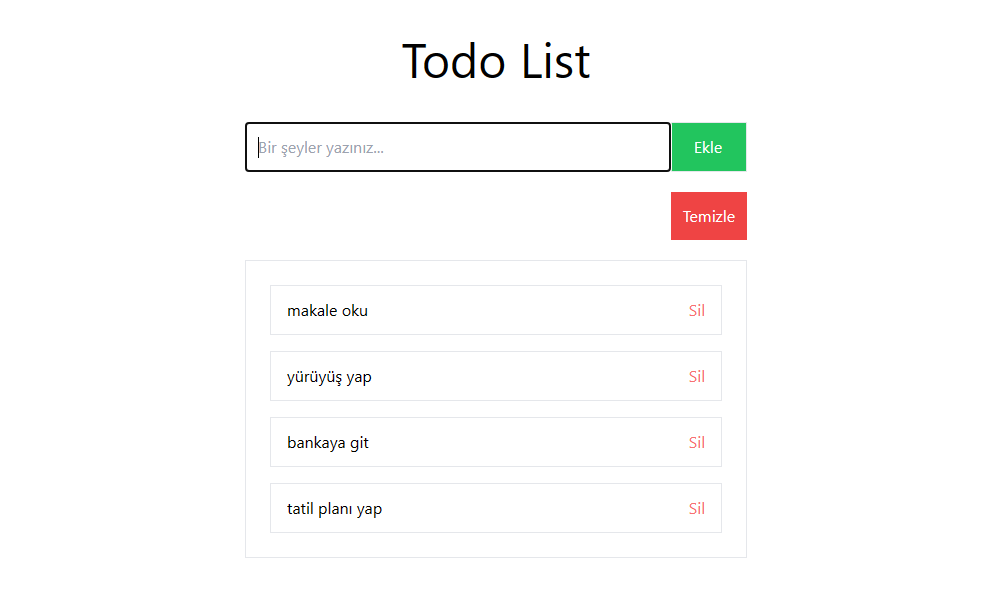 Todo List
Bir şeyler yazınız...
Ekle
Temizle
makale oku
Sil
yürüyüş yap
Sil
bankaya git
Sil
tatil planı yap
Sil